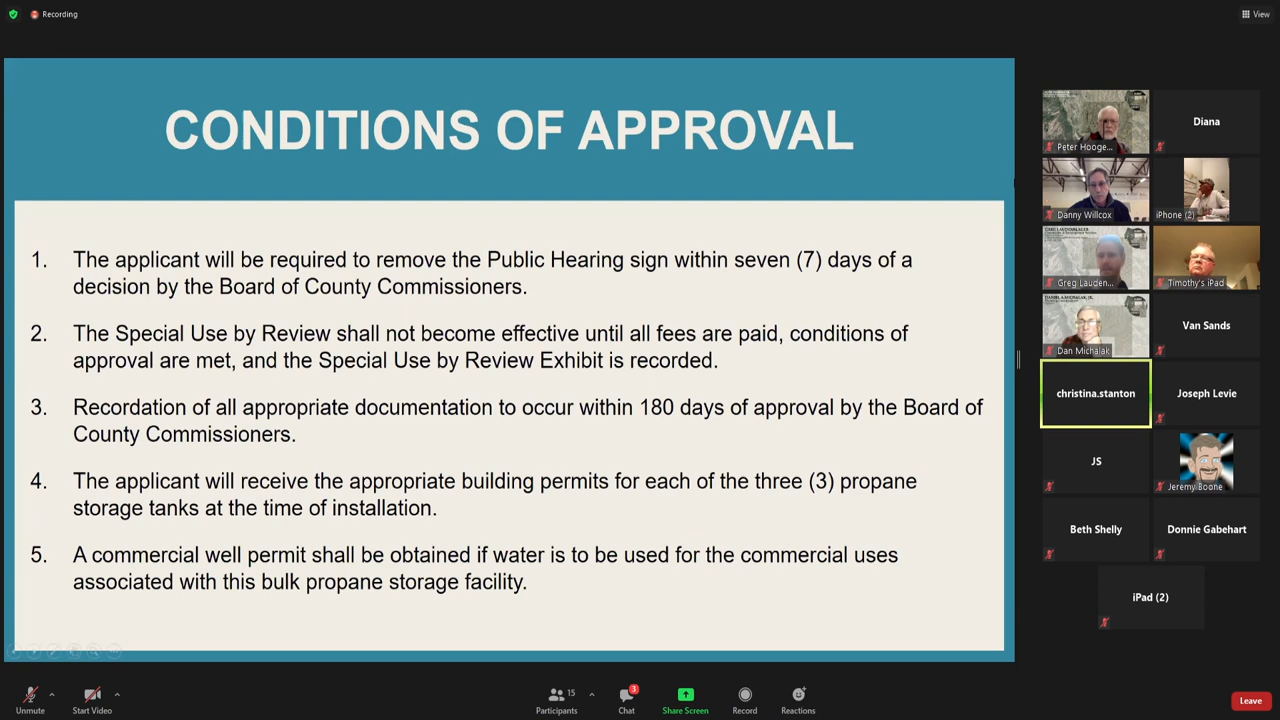 Recording
View
CONDITIONS OF APPROVAL
1. The applicant will be required to remove the Public Hearing sign within seven (7) days of a
decision by the Board of County Commissioners.
2. The Special Use by Review shall not become effective until all fees are paid, conditions of
approval are met, and the Special Use by Review Exhibit is recorded.
3. Recordation of all appropriate documentation to occur within 180 days of approval by the Board of
County Commissioners.
4. The applicant will receive the appropriate building permits for each of the three (3) propane
storage tanks at the time of installation.
5. A commercial well permit shall be obtained if water is to be used for the commercial uses
associated with this bulk propane storage facility.
Peter Hooge...
Diana
Danny Willcox
iPhone (2)
Greg Lauden...
Timothy's iPad
Dan Michalak
Van Sands
christina.stanton
Joseph Levie
JS
Jeremy Boone
Beth Shelly
Donnie Gabehart
iPad (2)
Unmute
Start Video
15
Participants
3
Chat
Share Screen
Record
Reactions
Leave